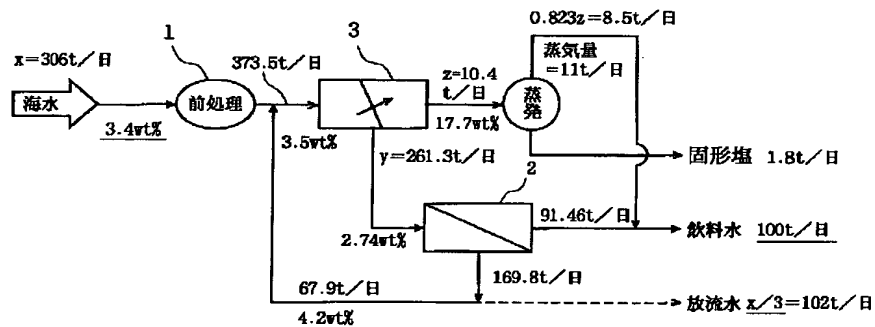 0.823z=8.5t/日
1
3
x=306t/日
373.5t/日
蒸気量
=11t/日
z=10.4
t/日
海水
前処理
蒸発
3.4wt%
3.5wt%
17.7wt%
y=261.3t/日
固形塩 1.8t/日
2
91.46t/日
飲料水 100t/日
2.74wt%
169.8t/日
67.9t/日
放流水 x/3=102t/日
4.2wt%